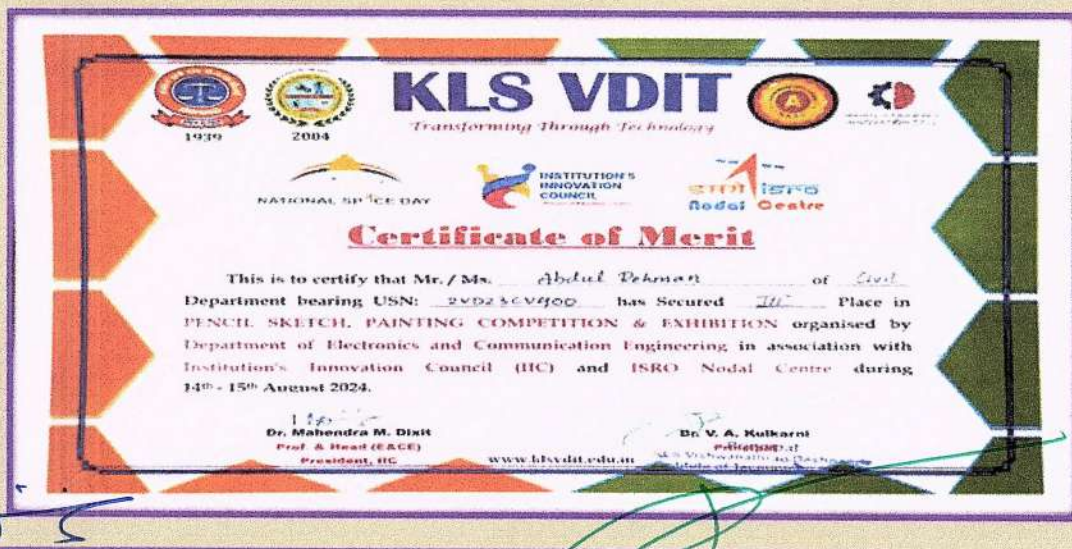 KLS VDIT
Transforming Through Technology
1939
2004
NATIONAL SPACE DAY
INSTITUTION'S
INNOVATION
COUNCIL
इसरो isro
Nodal Centre
Certificate of Merit
This is to certify that Mr. / Ms. Abdul Rehman of Civil
Department bearing USN: 2VD23CV400 has Secured III Place in
PENCIL SKETCH, PAINTING COMPETITION & EXHIBITION organised by
Department of Electronics and Communication Engineering in association with
Institution's Innovation Council (IIC) and ISRO Nodal Centre during
14th - 15th August 2024.
Dr. Mahendra M. Dixit
Prof. & Head (E&CE)
President, IIC
www.klsvdit.edu.in
Dr. V. A. Kulkarni
Principal